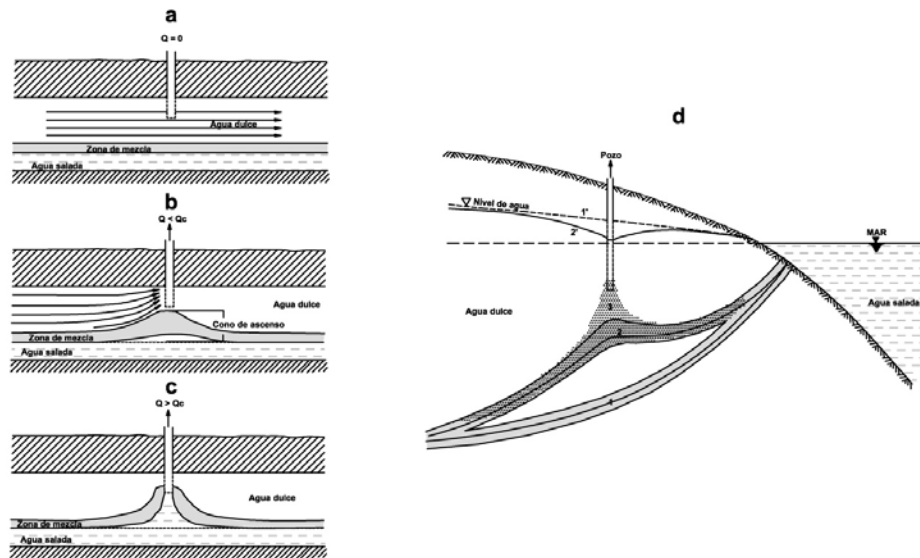 a
Q = 0
Agua dulce
Zona de mezcla
Agua salada
b
Q < Qc
Agua dulce
Cono de ascenso
Zona de mezcla
Agua salada
c
Q > Qc
Agua dulce
Zona de mezcla
Agua salada
d
Pozo
Nivel de agua
1'
2'
MAR
Agua salada
Agua dulce
3
2
1